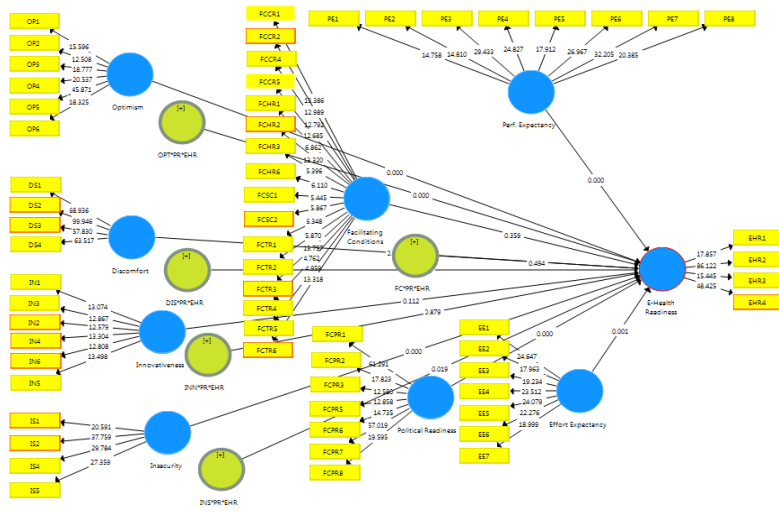 OP1
OP2
OP3
OP4
OP5
OP6
15.596
12.508
18.777
20.537
45.871
18.325
Optimism
[+]
OPT*PR*EHR
DS1
DS2
DS3
DS4
68.936
99.946
57.830
63.517
Discomfort
[+]
DIS*PR*EHR
IN1
IN3
IN2
IN4
IN6
IN5
13.074
12.867
12.579
13.304
12.808
13.498
Innovativeness
[+]
INN*PR*EHR
IS1
IS2
IS4
IS5
20.591
37.759
29.784
27.359
Insecurity
[+]
INS*PR*EHR
FCCR1
FCCR2
FCCR4
FCCR5
FCHR1
FCHR2
FCHR3
FCHR6
FCSC1
FCSC2
FCTR1
FCTR2
FCTR3
FCTR4
FCTR5
FCTR6
12.989
12.792
12.685
6.862
13.320
5.396
6.110
5.445
5.867
6.348
5.870
4.762
4.959
13.318
Facilitating
Conditions
[+]
FC*PR*EHR
PE1
PE2
PE3
PE4
PE5
PE6
PE7
PE8
14.758
14.810
29.433
24.827
17.912
26.967
32.205
20.385
Perf. Expectancy
0.000
0.000
0.000
0.359
0.494
0.112
0.879
0.000
0.019
0.000
0.001
FCPR1
FCPR2
FCPR3
FCPR5
FCPR6
FCPR7
FCPR8
61.291
17.823
12.580
12.858
14.735
57.019
19.595
Political Readiness
EE1
EE2
EE3
EE4
EE5
EE6
EE7
24.647
17.963
19.234
23.512
24.079
22.276
18.999
Effort Expectancy
E-Health
Readiness
17.857
86.122
15.445
48.425
EHR1
EHR2
EHR3
EHR4